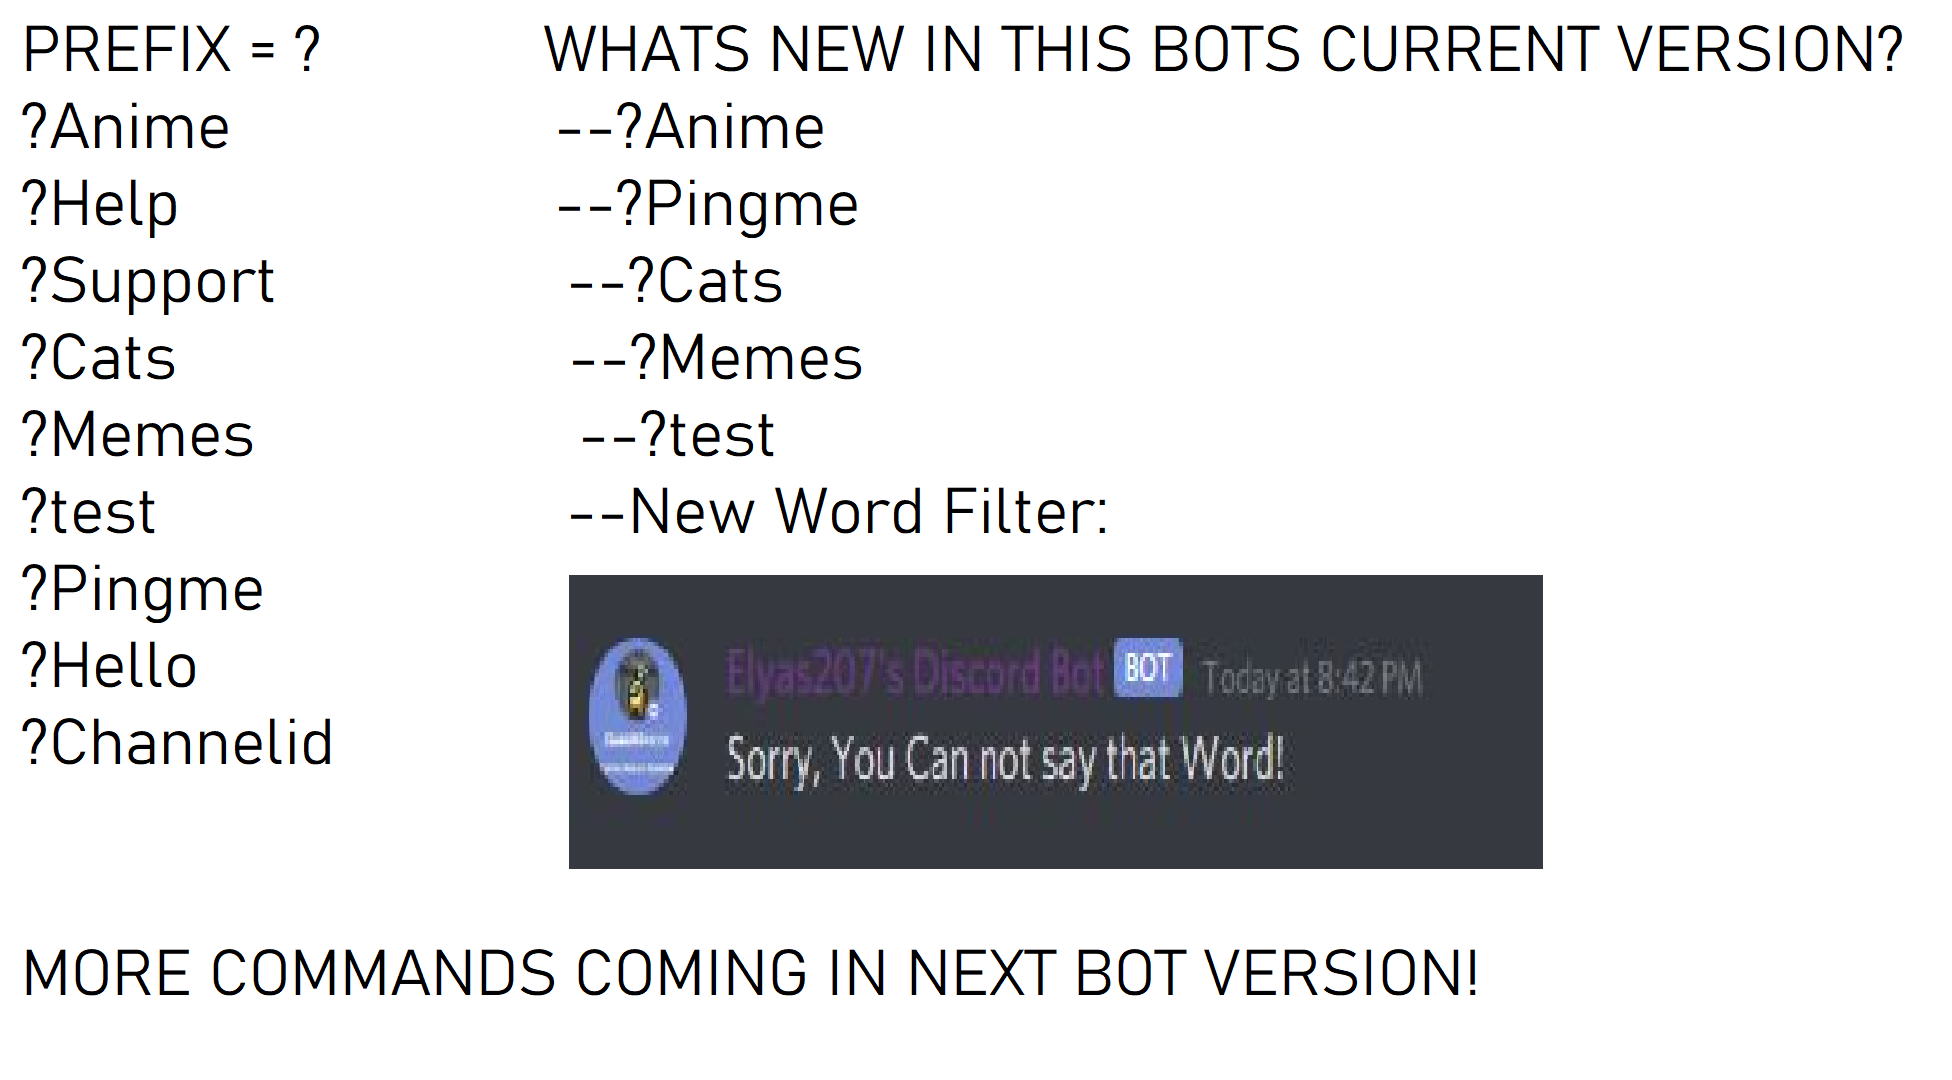 PREFIX = ?
?Anime
?Help
?Support
?Cats
?Memes
?test
?Pingme
?Hello
?Channelid
WHATS NEW IN THIS BOTS CURRENT VERSION?
--?Anime
--?Pingme
--?Cats
--?Memes
--?test
--New Word Filter:
Elyas207's Discord Bot BOT Today at 8:42 PM
Sorry, You Can not say that Word!
MORE COMMANDS COMING IN NEXT BOT VERSION!